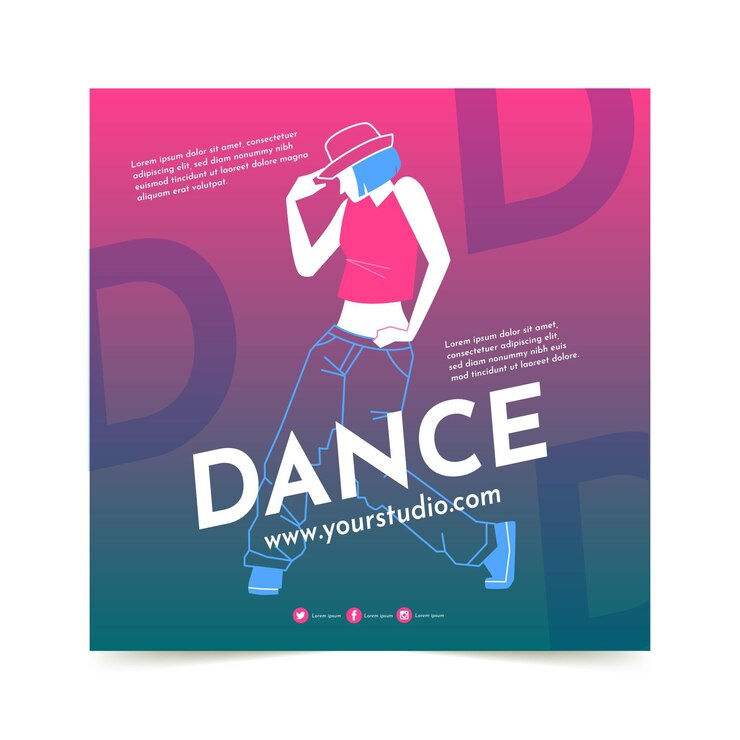 Lorem ipsum dolor sit amet, consectetuer
adipiscing elit, sed diam nonummy nibh
euismod tincidunt ut laoreet dolore magna
aliquam erat volutpat.
D
D
Lorem ipsum dolor sit amet,
consectetuer adipiscing elit,
sed diam nonummy nibh euis
mod tincidunt ut laoreet dolore.
DANCE
www.yourstudio.com
D
Lorem ipsum Lorem ipsum Lorem ipsum